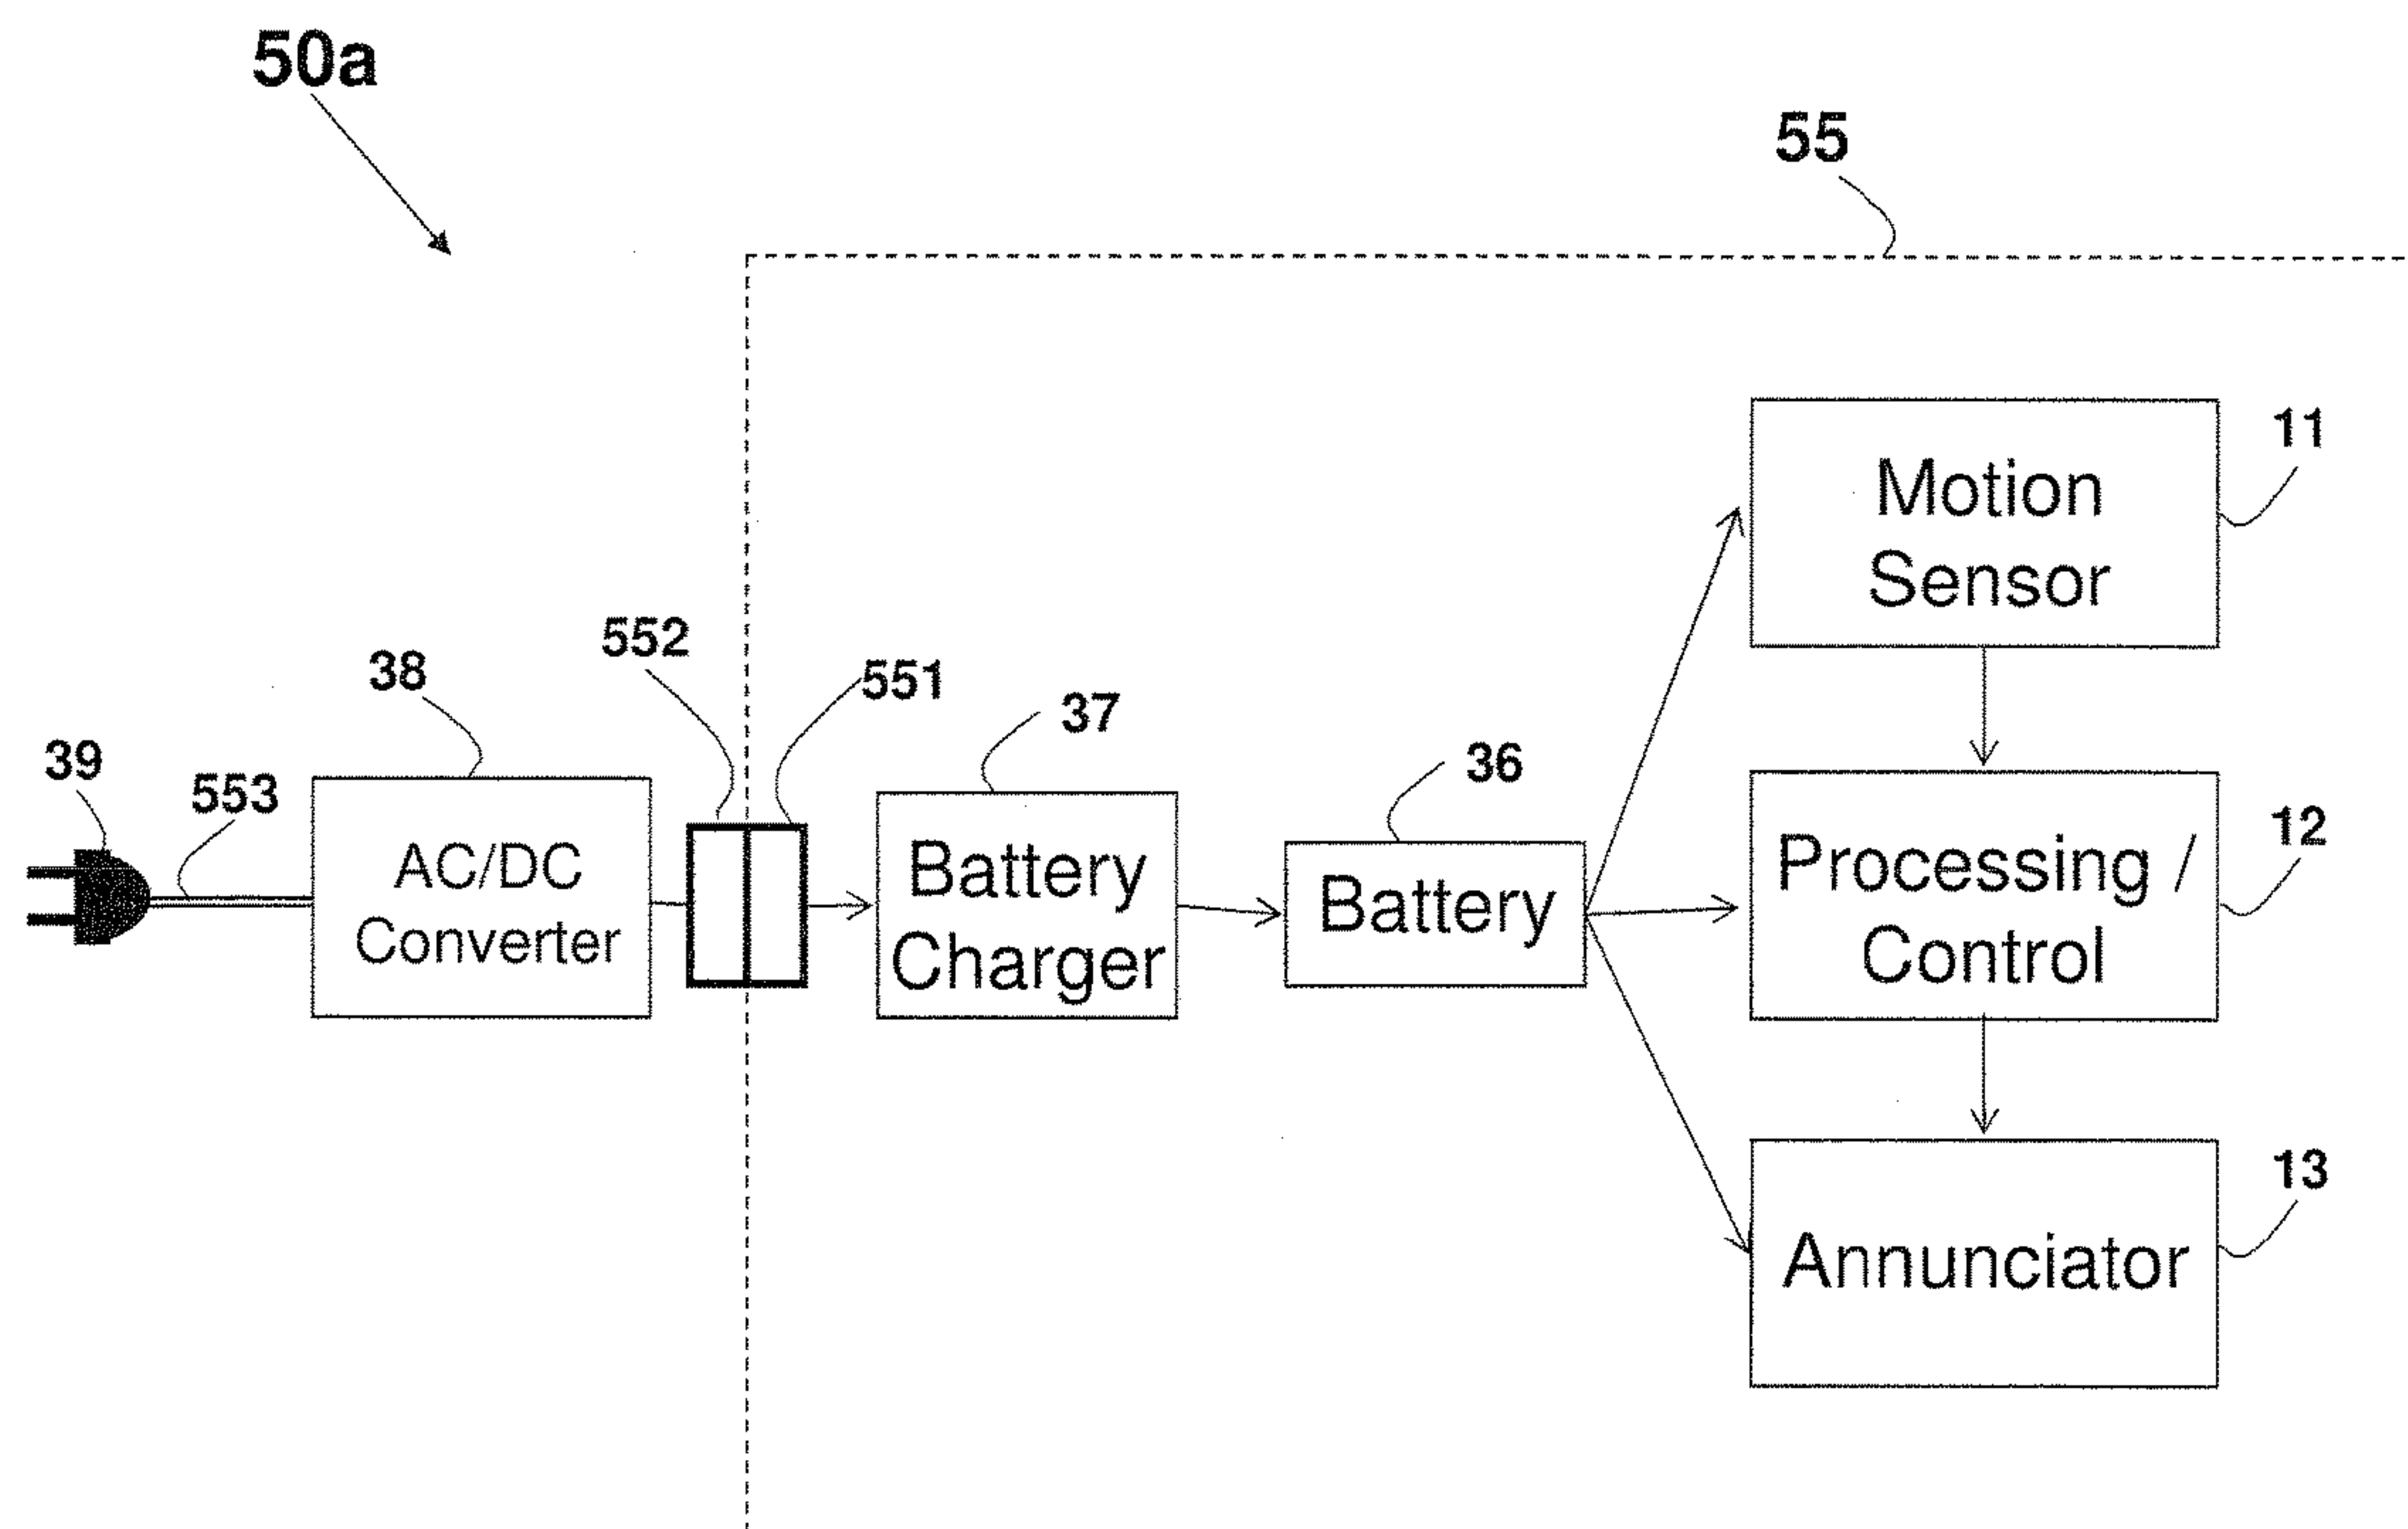 50a
55
11
Motion
Sensor
552
551
38
37
39
553
36
12
AC/DC
Converter
Battery
Charger
Battery
Processing /
Control
13
Annunciator